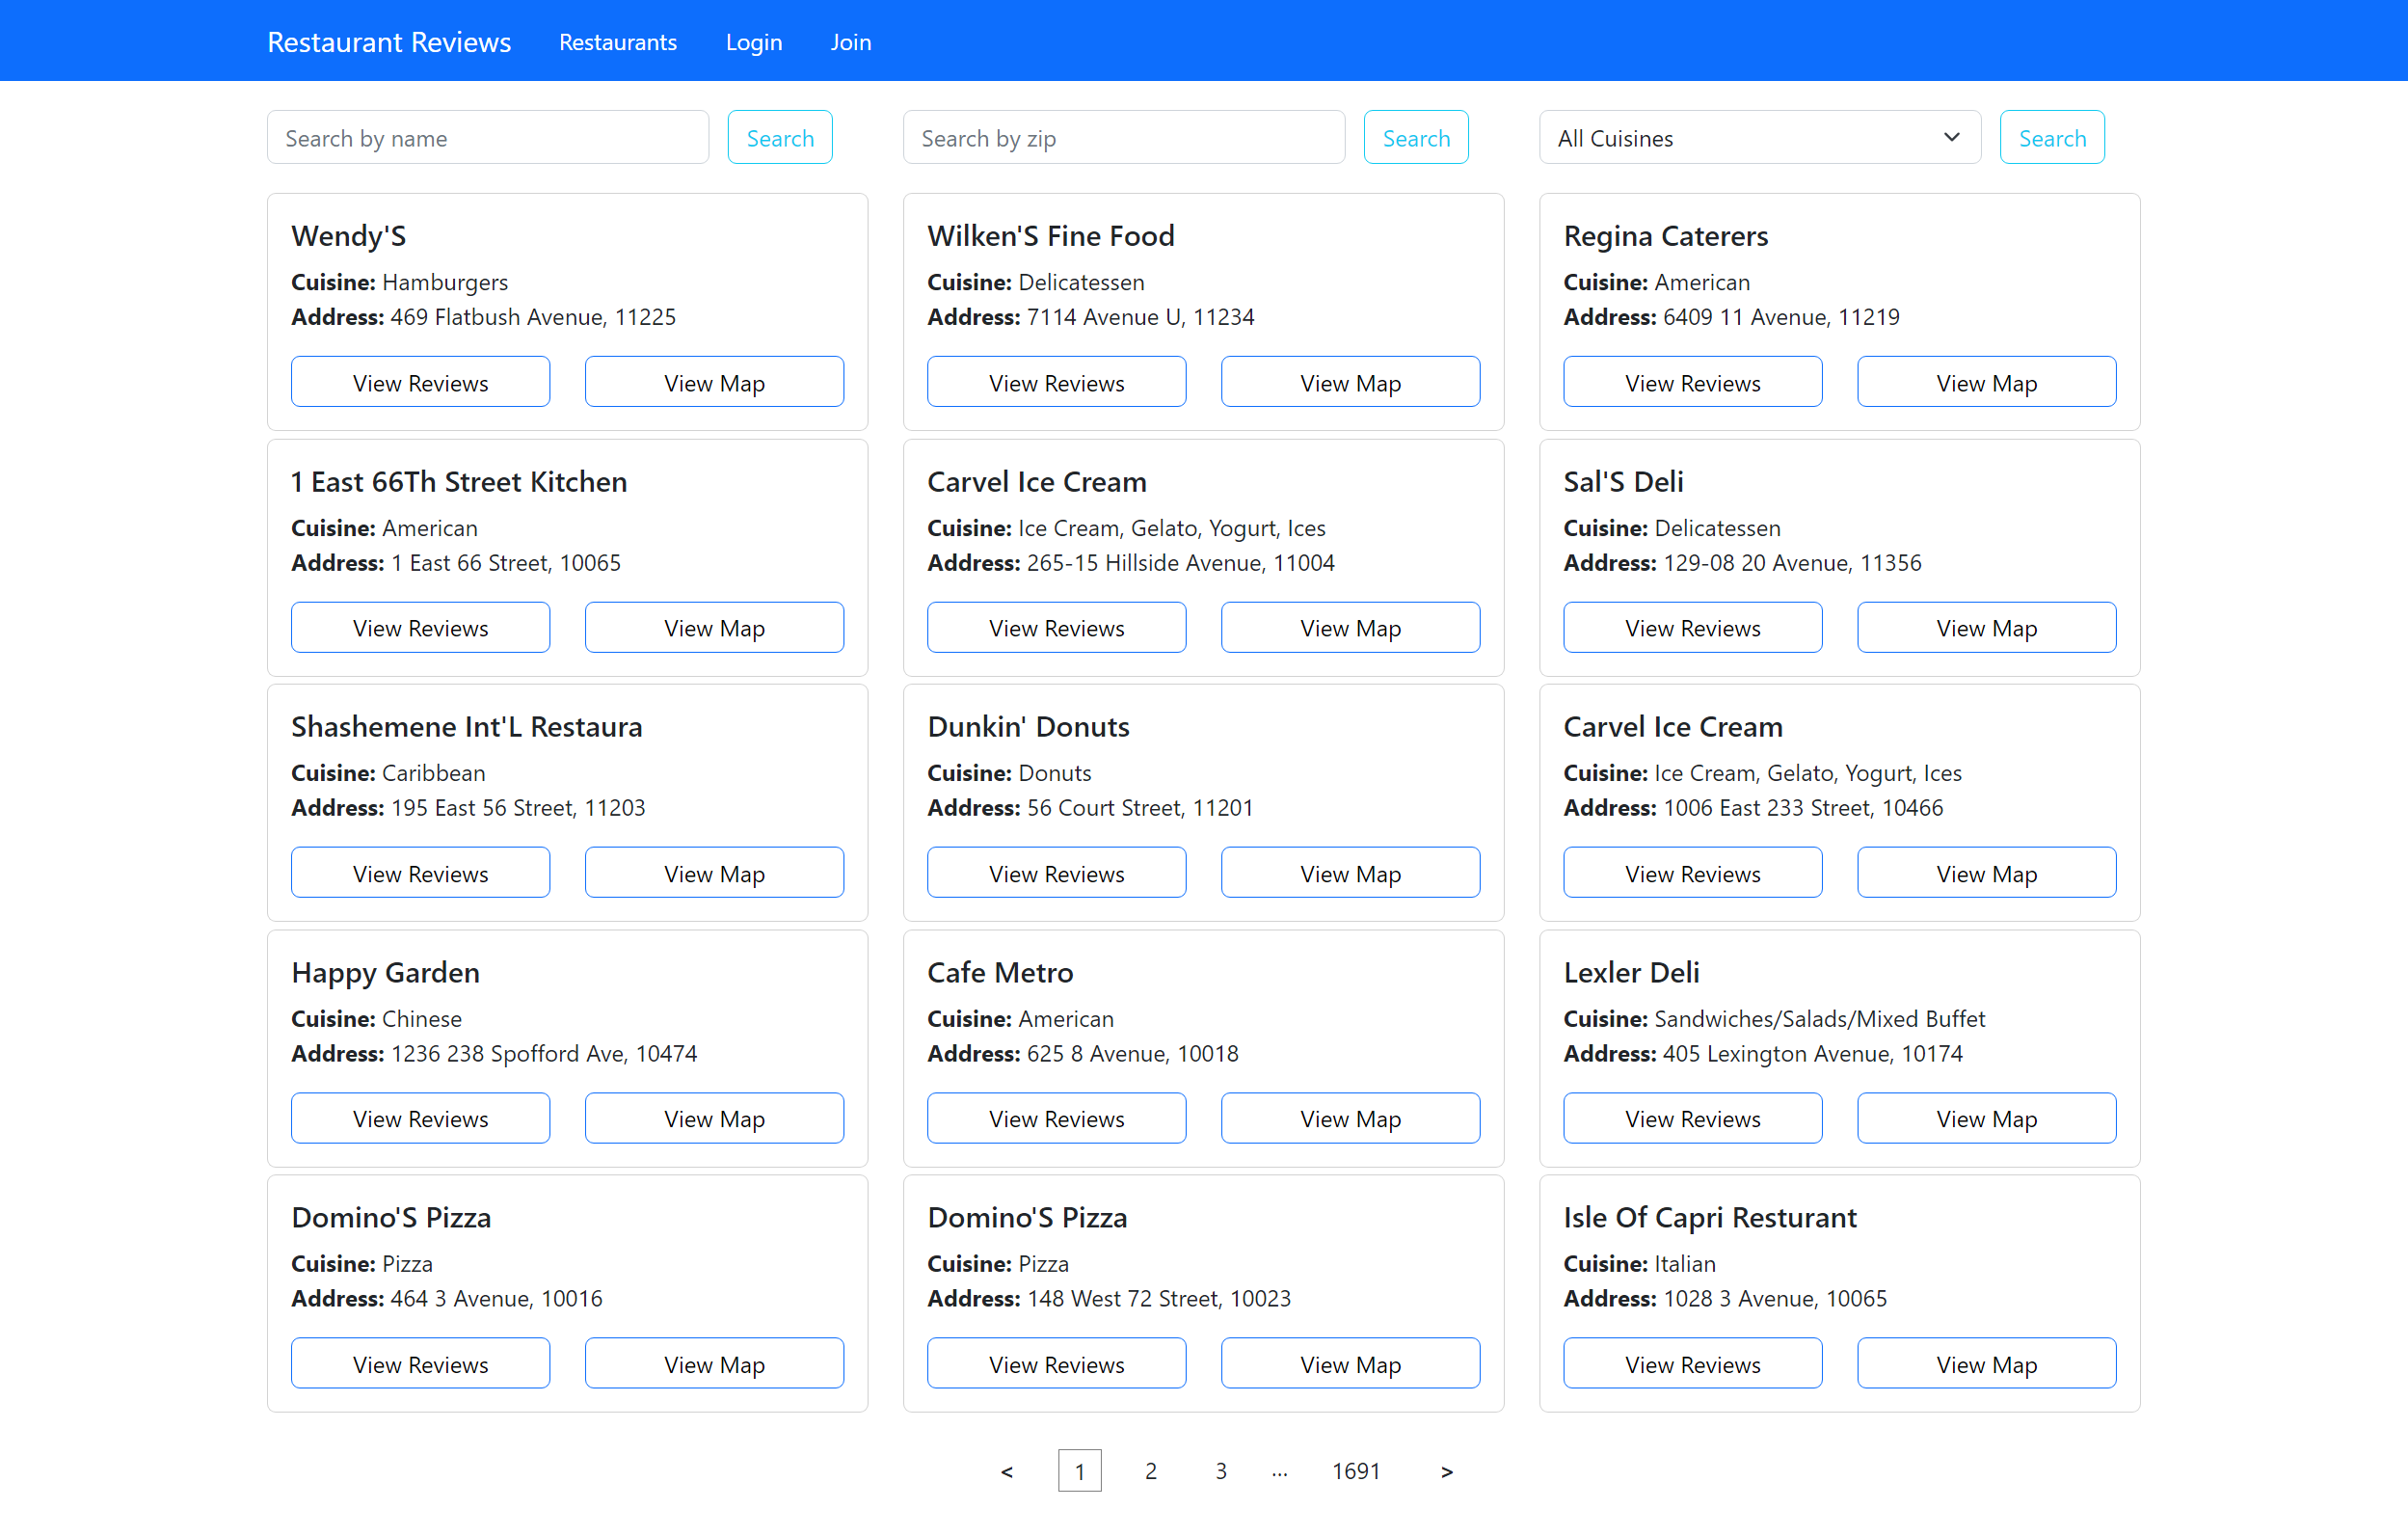 Restaurant Reviews Restaurants Login Join
Search by name Search Search by zip Search All Cuisines Search
Wendy'S
Cuisine: Hamburgers
Address: 469 Flatbush Avenue, 11225
View Reviews View Map
Wilken'S Fine Food
Cuisine: Delicatessen
Address: 7114 Avenue U, 11234
View Reviews View Map
Regina Caterers
Cuisine: American
Address: 6409 11 Avenue, 11219
View Reviews View Map
1 East 66Th Street Kitchen
Cuisine: American
Address: 1 East 66 Street, 10065
View Reviews View Map
Carvel Ice Cream
Cuisine: Ice Cream, Gelato, Yogurt, Ices
Address: 265-15 Hillside Avenue, 11004
View Reviews View Map
Sal'S Deli
Cuisine: Delicatessen
Address: 129-08 20 Avenue, 11356
View Reviews View Map
Shashemene Int'L Restaura
Cuisine: Caribbean
Address: 195 East 56 Street, 11203
View Reviews View Map
Dunkin' Donuts
Cuisine: Donuts
Address: 56 Court Street, 11201
View Reviews View Map
Carvel Ice Cream
Cuisine: Ice Cream, Gelato, Yogurt, Ices
Address: 1006 East 233 Street, 10466
View Reviews View Map
Happy Garden
Cuisine: Chinese
Address: 1236 238 Spofford Ave, 10474
View Reviews View Map
Cafe Metro
Cuisine: American
Address: 625 8 Avenue, 10018
View Reviews View Map
Lexler Deli
Cuisine: Sandwiches/Salads/Mixed Buffet
Address: 405 Lexington Avenue, 10174
View Reviews View Map
Domino'S Pizza
Cuisine: Pizza
Address: 464 3 Avenue, 10016
View Reviews View Map
Domino'S Pizza
Cuisine: Pizza
Address: 148 West 72 Street, 10023
View Reviews View Map
Isle Of Capri Resturant
Cuisine: Italian
Address: 1028 3 Avenue, 10065
View Reviews View Map
< 1 2 3 ... 1691 >